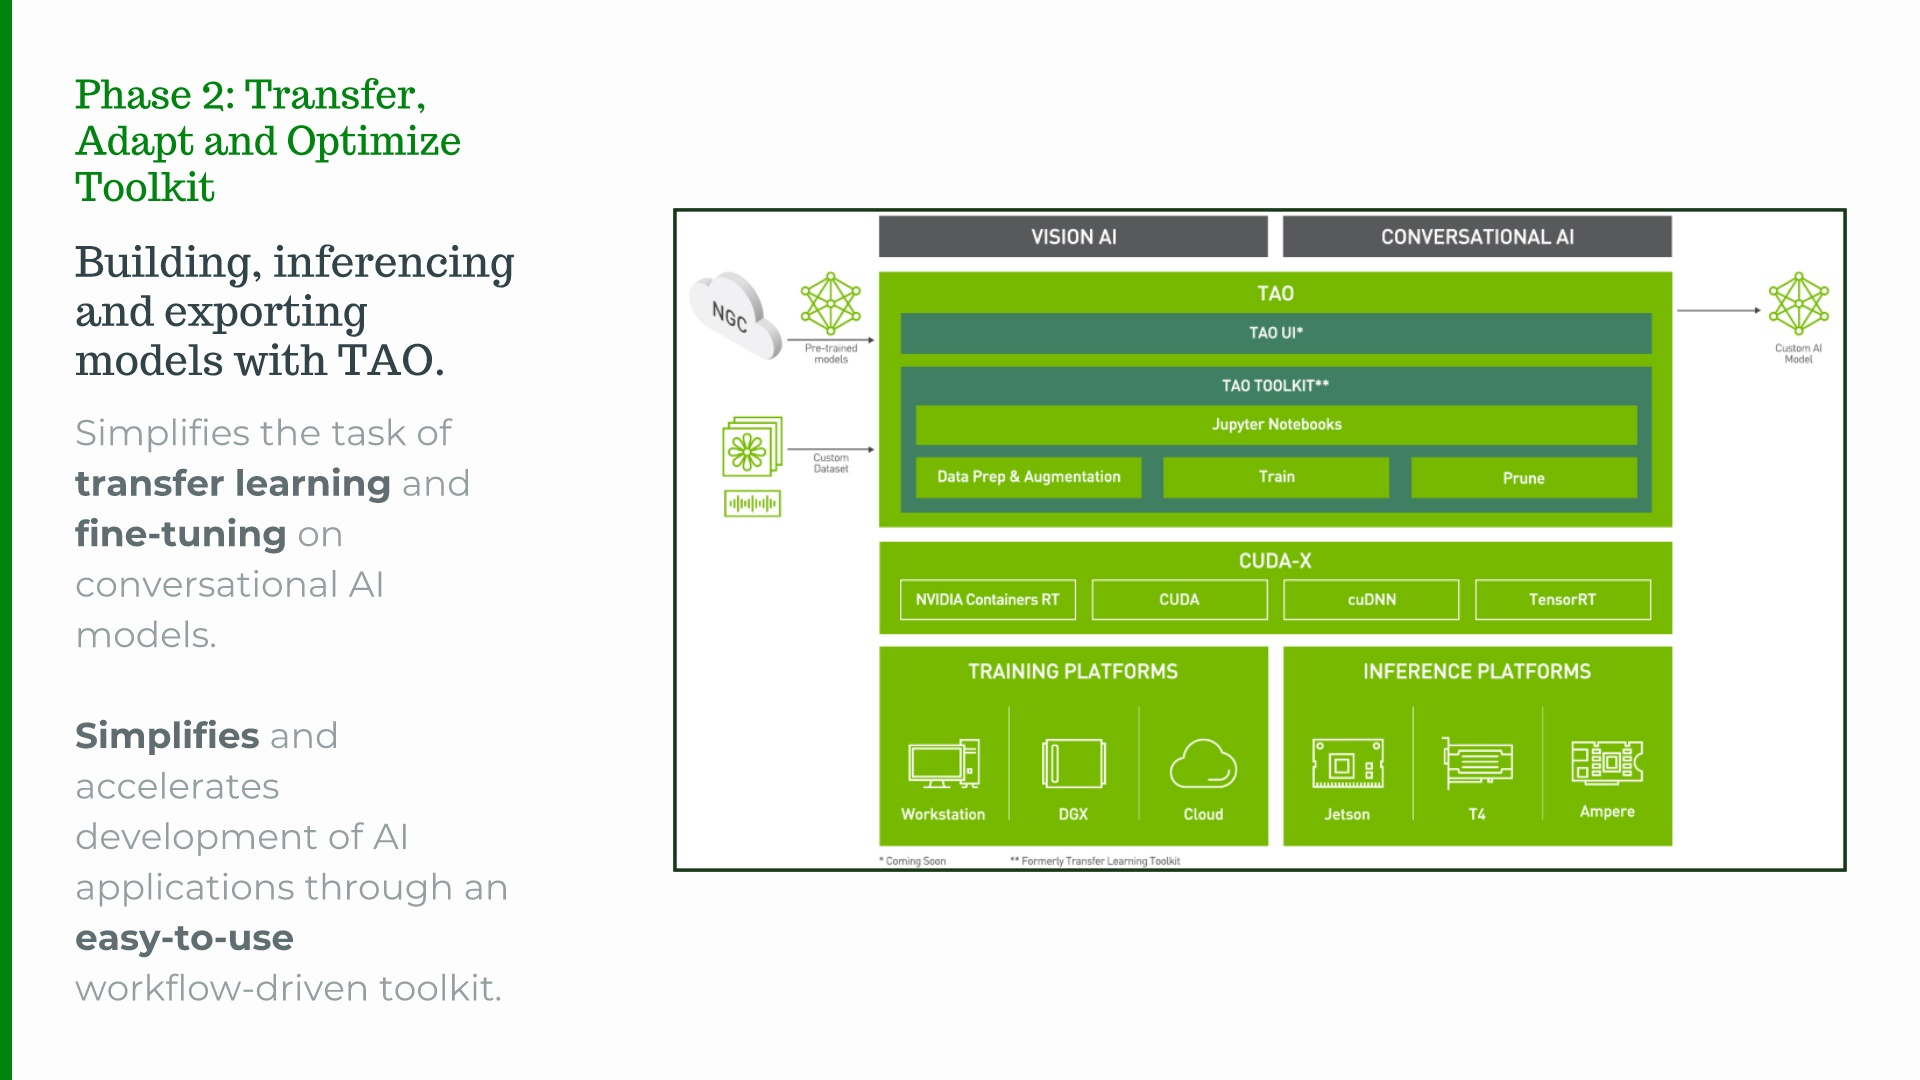 Phase 2: Transfer,
Adapt and Optimize
Toolkit
Building, inferencing
and exporting
models with TAO.
Simplifies the task of
transfer learning and
fine-tuning on
conversational AI
models.
Simplifies and
accelerates
development of AI
applications through an
easy-to-use
workflow-driven toolkit.
VISION AI
CONVERSATIONAL AI
NGC
Pre-trained
models
Custom
Dataset
TAO
TAO UI*
TAO TOOLKIT**
Jupyter Notebooks
Data Prep & Augmentation
Train
Prune
Custom AI
Model
CUDA-X
NVIDIA Containers RT
CUDA
cuDNN
TensorRT
TRAINING PLATFORMS
Workstation
DGX
Cloud
INFERENCE PLATFORMS
Jetson
T4
Ampere
* Coming Soon
** Formerly Transfer Learning Toolkit